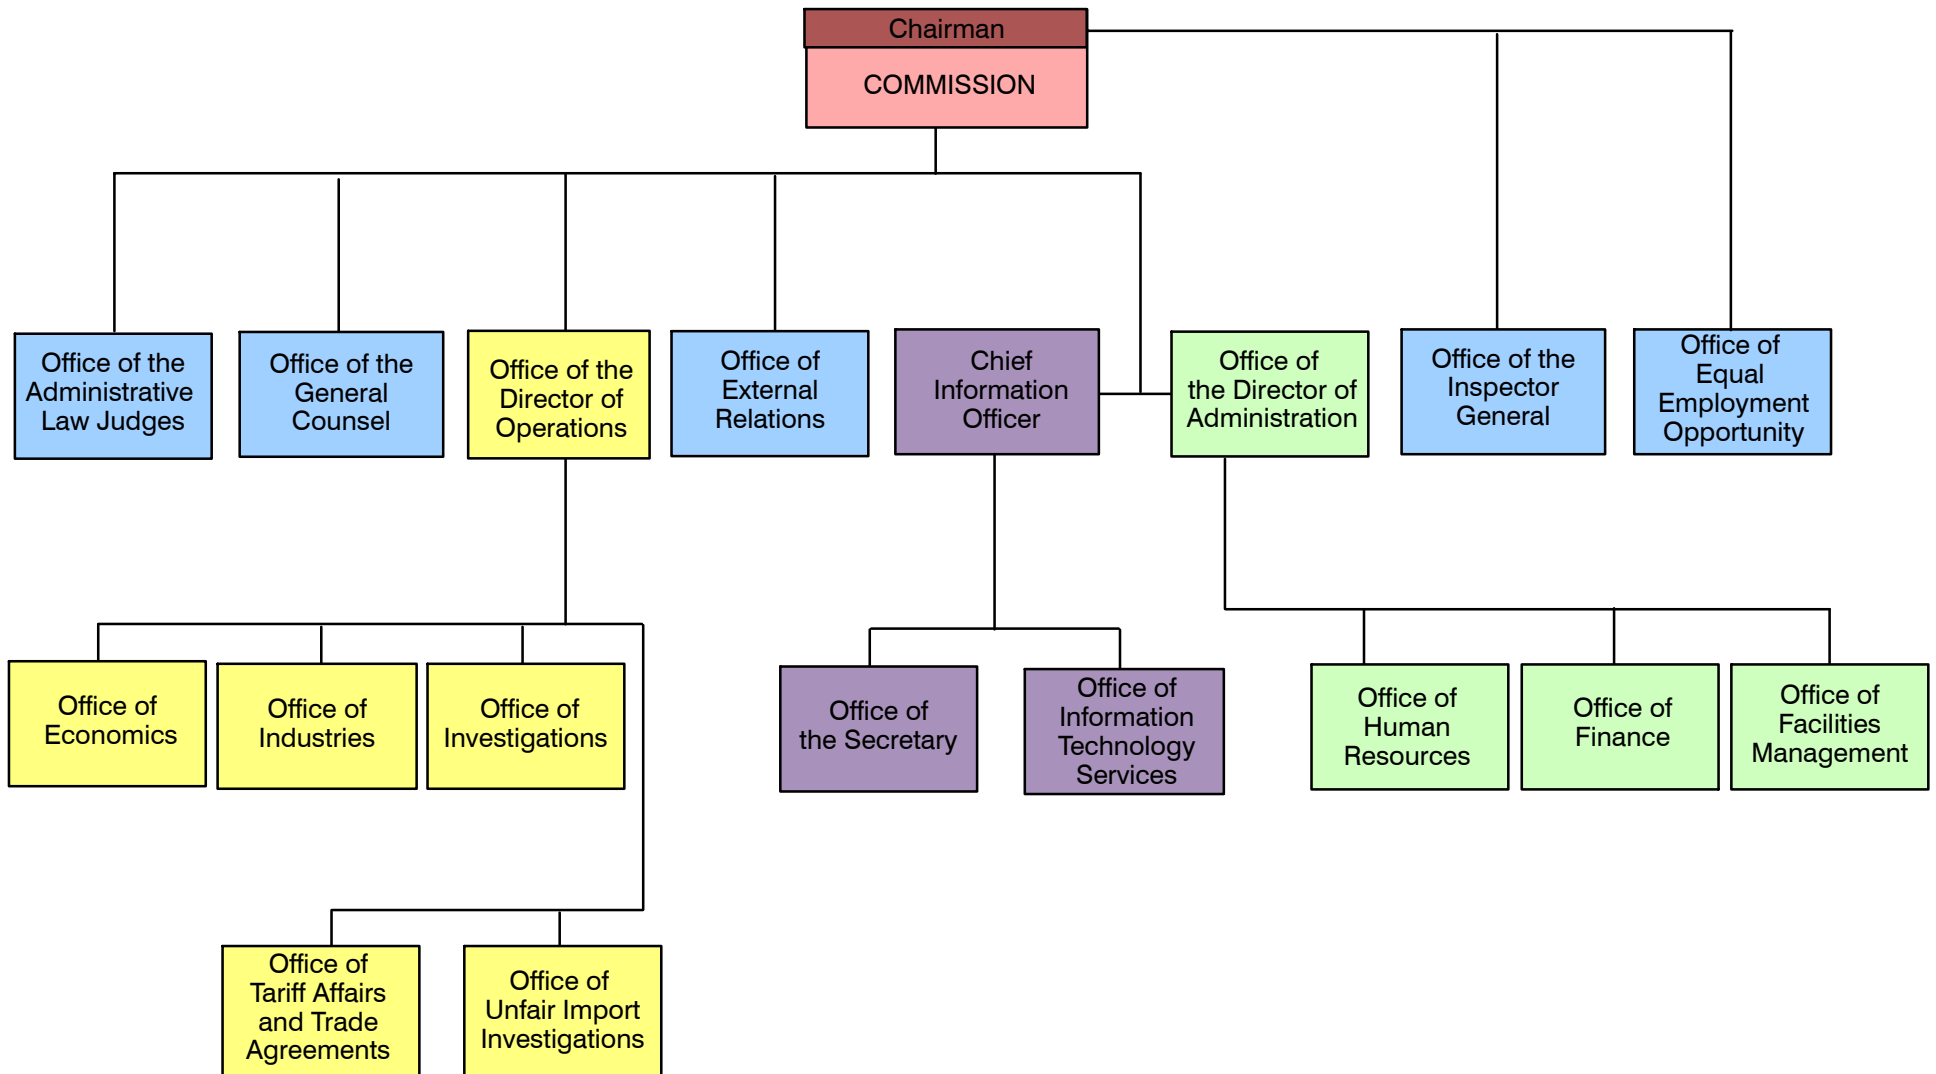 Chairman
COMMISSION
Office of the
Administrative
Law Judges
Office of the
General
Counsel
Office of the
Director of
Operations
Office of
External
Relations
Chief
Information
Officer
Office of
the Director of
Administration
Office of the
Inspector
General
Office of
Equal
Employment
Opportunity
Office of
Economics
Office of
Industries
Office of
Investigations
Office of
the Secretary
Office of
Information
Technology
Services
Office of
Human
Resources
Office of
Finance
Office of
Facilities
Management
Office of
Tariff Affairs
and Trade
Agreements
Office of
Unfair Import
Investigations